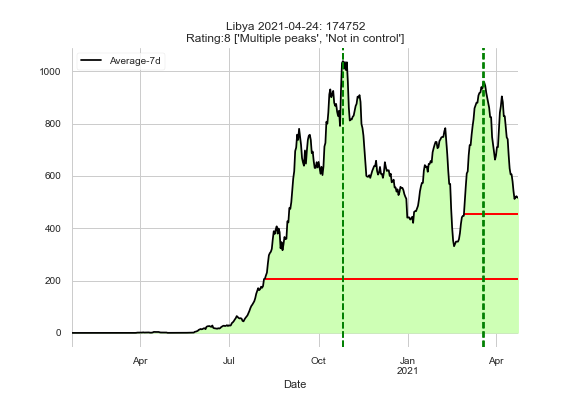 Libya 2021-04-24: 174752
Rating:8 ['Multiple peaks', 'Not in control']
Average-7d
1000
800
600
400
200
0
Apr
Jul
Oct
Jan
2021
Apr
Date